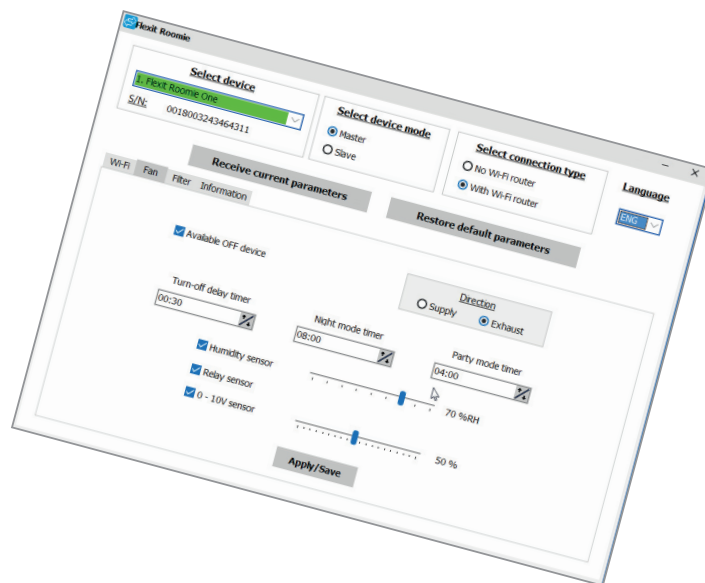 Flexit Roomie
Select device
1. Flexit Roomie One
S/N: 0018003243464311
Select device mode
Master
Slave
Select connection type
No Wi-Fi router
With Wi-Fi router
Language
ENG
Receive current parameters
Restore default parameters
Wi-Fi Fan Filter Information
Available OFF device
Direction
Supply Exhaust
Turn-off delay timer
00:30
Night mode timer
08:00
Party mode timer
04:00
Humidity sensor
70 %RH
Relay sensor
0 - 10V sensor
50 %
Apply/Save